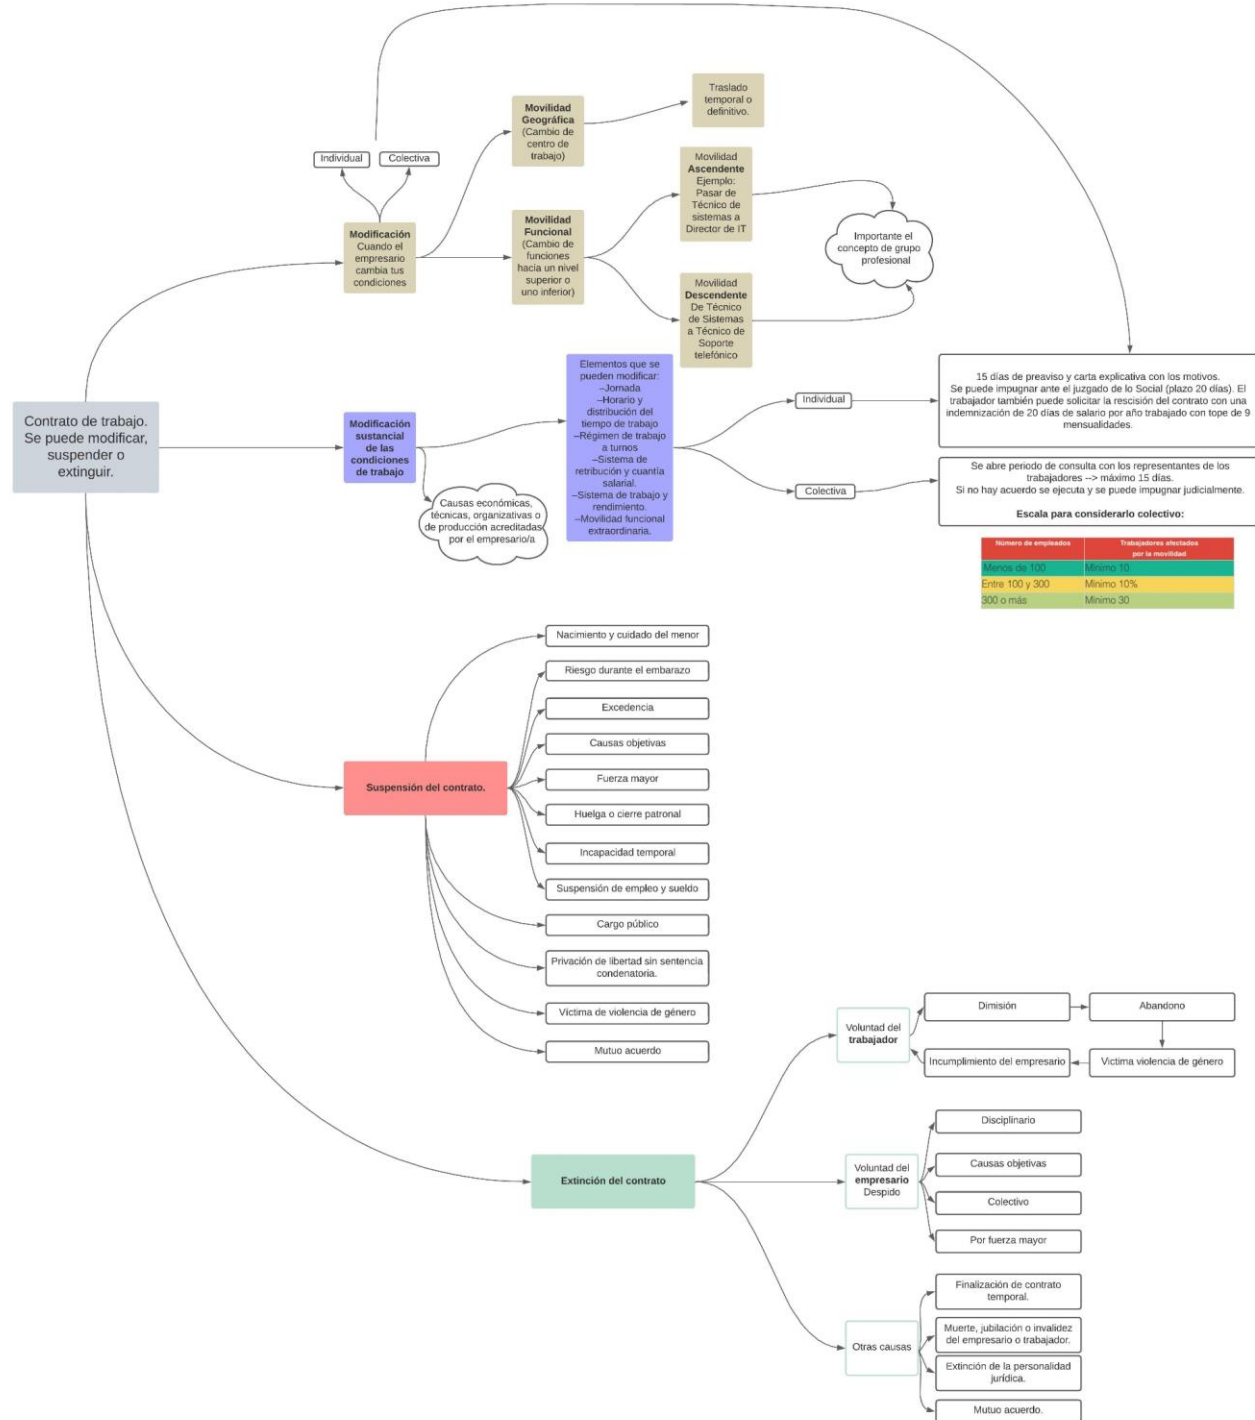 Contrato de trabajo.
Se puede modificar,
suspender o
extinguir.
Individual
Colectiva
Modificación
Cuando el
empresario
cambia tus
condiciones
Movilidad
Geográfica
(Cambio de
centro de
trabajo)
Traslado
temporal o
definitivo.
Movilidad
Funcional
(Cambio de
funciones
hacia un nivel
superior o
uno inferior)
Movilidad
Ascendente
Ejemplo:
Pasar de
Técnico de
sistemas a
Director de IT
Movilidad
Descendente
De Técnico
de Sistemas
a Técnico de
Soporte
telefónico
Importante el
concepto de grupo
profesional
Modificación
sustancial
de las
condiciones
de trabajo
Causas económicas,
técnicas, organizativas o
de producción acreditadas
por el empresario/a
Elementos que se
pueden modificar:
–Jornada
–Horario y
distribución del
tiempo de trabajo
–Régimen de trabajo
a turnos
–Sistema de
retribución y cuantía
salarial.
–Sistema de trabajo y
rendimiento.
–Movilidad funcional
extraordinaria.
Individual
15 días de preaviso y carta explicativa con los motivos.
Se puede impugnar ante el juzgado de lo Social (plazo 20 días). El
trabajador también puede solicitar la rescisión del contrato con una
indemnización de 20 días de salario por año trabajado con tope de 9
mensualidades.
Colectiva
Se abre periodo de consulta con los representantes de los
trabajadores --> máximo 15 días.
Si no hay acuerdo se ejecuta y se puede impugnar judicialmente.
Escala para considerarlo colectivo:
Número de empleados Trabajadores afectados
por la movilidad
Menos de 100 Mínimo 10
Entre 100 y 300 Mínimo 10%
300 o más Mínimo 30
Suspensión del contrato.
Nacimiento y cuidado del menor
Riesgo durante el embarazo
Excedencia
Causas objetivas
Fuerza mayor
Huelga o cierre patronal
Incapacidad temporal
Suspensión de empleo y sueldo
Cargo público
Privación de libertad sin sentencia
condenatoria.
Víctima de violencia de género
Mutuo acuerdo
Extinción del contrato
Voluntad del
trabajador
Dimisión
Abandono
Incumplimiento del empresario
Victima violencia de género
Voluntad del
empresario
Despido
Disciplinario
Causas objetivas
Colectivo
Por fuerza mayor
Otras causas
Finalización de contrato
temporal.
Muerte, jubilación o invalidez
del empresario o trabajador.
Extinción de la personalidad
jurídica.
Mutuo acuerdo.